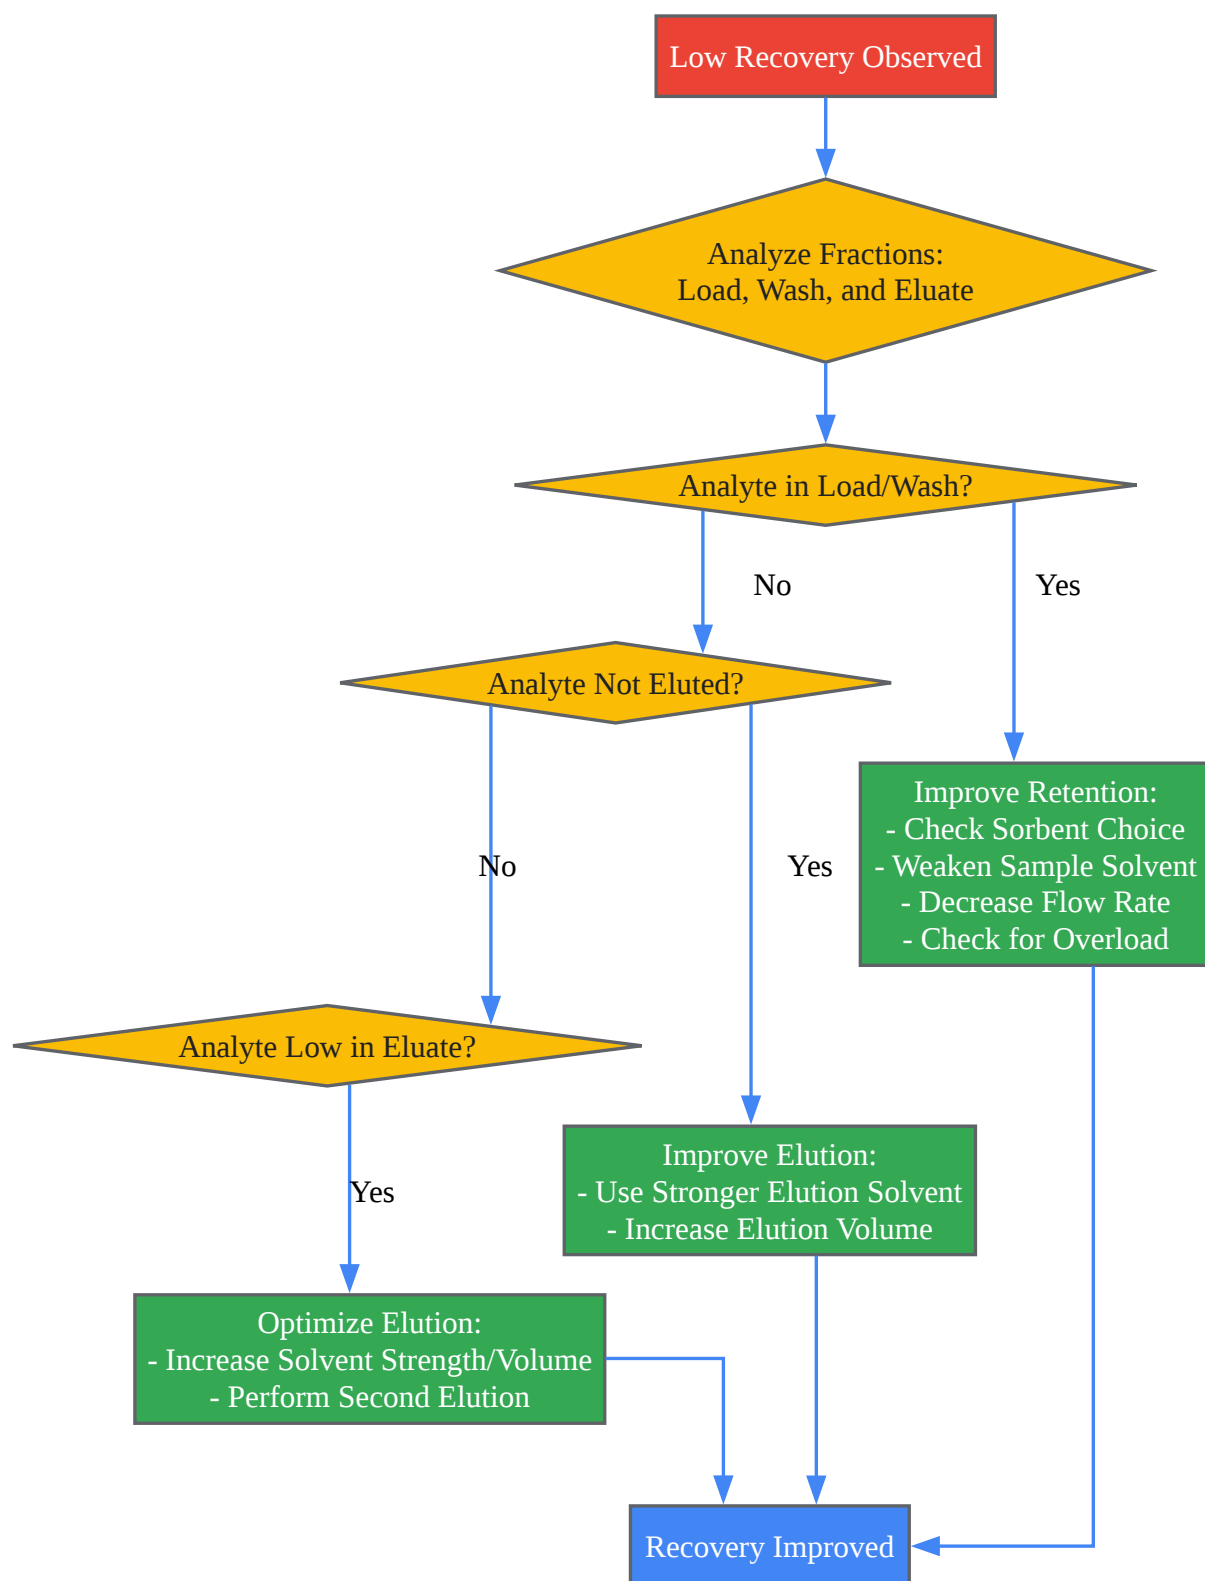 Low Recovery Observed
Analyze Fractions:
Load, Wash, and Eluate
Analyte in Load/Wash?
No
Yes
Analyte Not Eluted?
Improve Retention:
- Check Sorbent Choice
- Weaken Sample Solvent
- Decrease Flow Rate
- Check for Overload
No
Yes
Analyte Low in Eluate?
Improve Elution:
- Use Stronger Elution Solvent
- Increase Elution Volume
Yes
Optimize Elution:
- Increase Solvent Strength/Volume
- Perform Second Elution
Recovery Improved